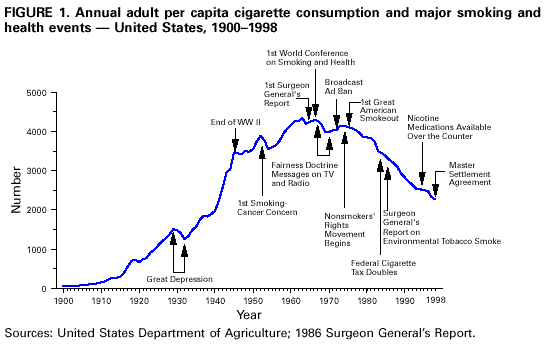 FIGURE 1. Annual adult per capita cigarette consumption and major smoking and
health events — United States, 1900–1998
1st World Conference
on Smoking and Health
1st Surgeon
General's
Report
Broadcast
Ad Ban
1st Great
American
Smokeout
End of WW II
Nicotine
Medications Available
Over the Counter
Fairness Doctrine
Messages on TV
and Radio
Master
Settlement
Agreement
1st Smoking-
Cancer Concern
Nonsmokers'
Rights
Movement
Begins
Surgeon
General's
Report on
Environmental Tobacco Smoke
Federal Cigarette
Tax Doubles
Great Depression
Number
5000
4000
3000
2000
1000
0
1900 1910 1920 1930 1940 1950 1960 1970 1980 1990 1998
Year
Sources: United States Department of Agriculture; 1986 Surgeon General's Report.